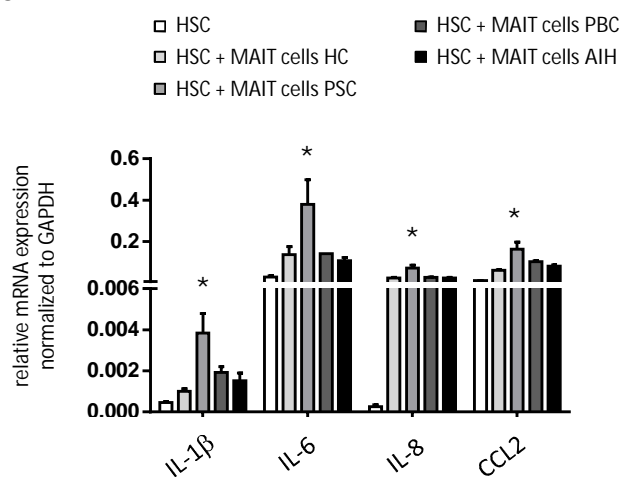 HSC
HSC + MAIT cells HC
HSC + MAIT cells PSC
HSC + MAIT cells PBC
HSC + MAIT cells AIH
relative mRNA expression
normalized to GAPDH
0.6
0.4
0.2
0.006
0.004
0.002
0.000
*
*
*
*
IL-1β
IL-6
IL-8
CCL2